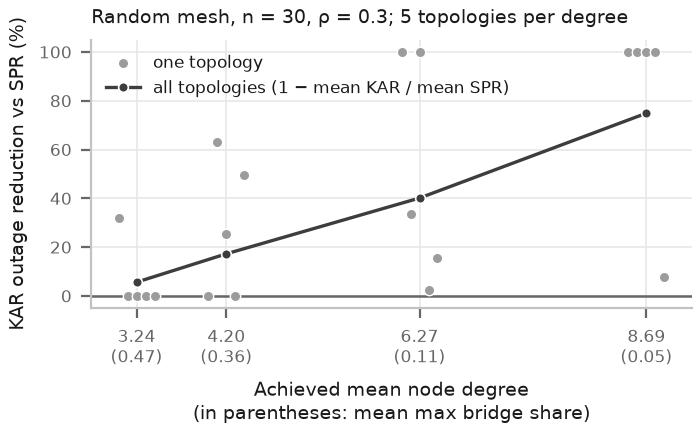 Random mesh, n = 30, ρ = 0.3; 5 topologies per degree
KAR outage reduction vs SPR (%)
100
80
60
40
20
0
one topology
all topologies (1 − mean KAR / mean SPR)
3.24 4.20 6.27 8.69
(0.47) (0.36) (0.11) (0.05)
Achieved mean node degree
(in parentheses: mean max bridge share)